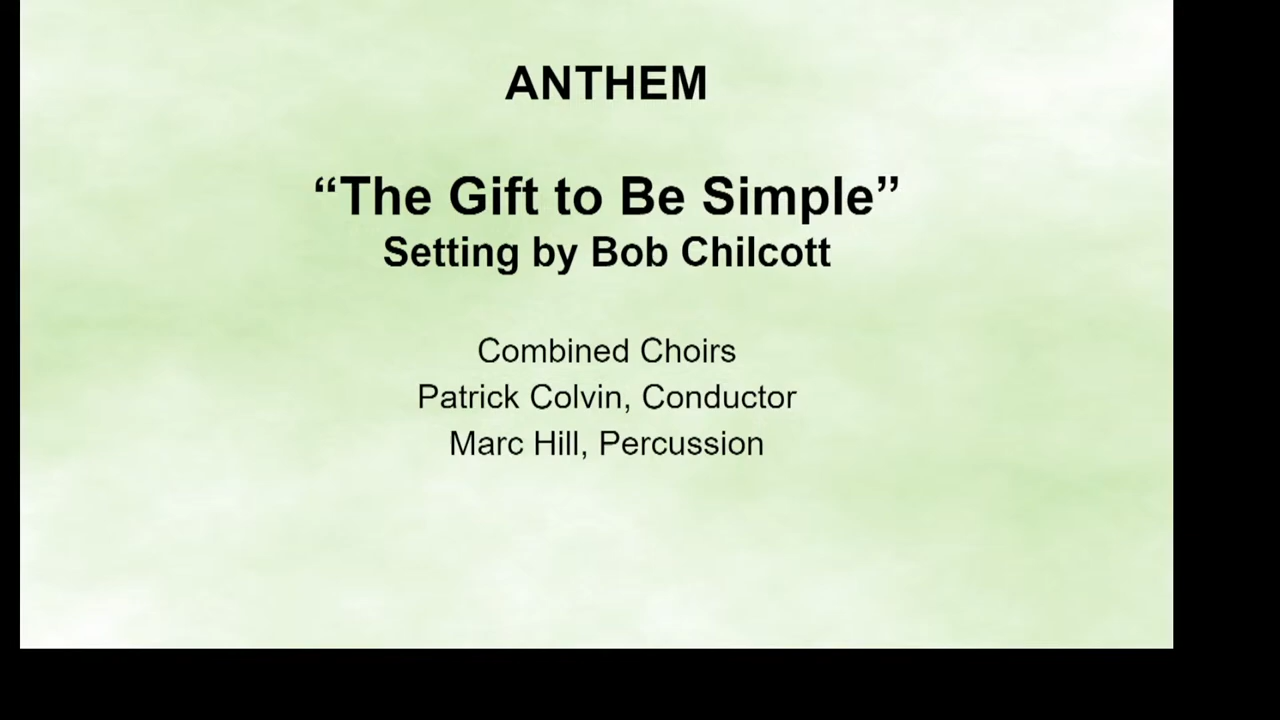 ANTHEM
“The Gift to Be Simple”
Setting by Bob Chilcott
Combined Choirs
Patrick Colvin, Conductor
Marc Hill, Percussion